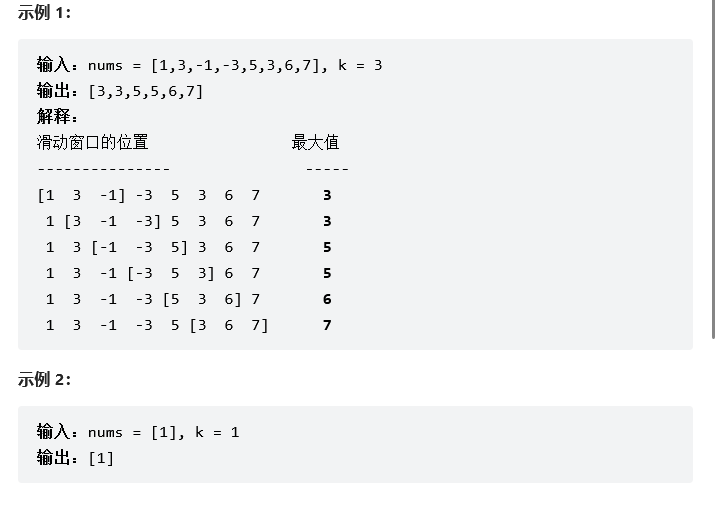 示例 1：
输入：nums = [1,3,-1,-3,5,3,6,7], k = 3
输出：[3,3,5,5,6,7]
解释：
滑动窗口的位置                最大值
---------------               -----
[1  3  -1] -3  5  3  6  7       3
 1 [3  -1  -3] 5  3  6  7       3
 1  3 [-1  -3  5] 3  6  7       5
 1  3  -1 [-3  5  3] 6  7       5
 1  3  -1  -3 [5  3  6] 7       6
 1  3  -1  -3  5 [3  6  7]      7
示例 2：
输入：nums = [1], k = 1
输出：[1]